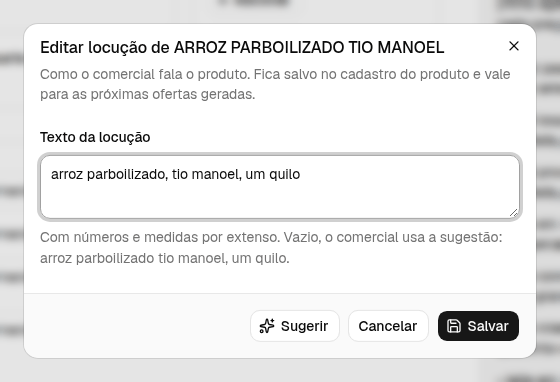 Editar locução de ARROZ PARBOILIZADO TIO MANOEL
Como o comercial fala o produto. Fica salvo no cadastro do produto e vale
para as próximas ofertas geradas.
Texto da locução
arroz parboilizado, tio manoel, um quilo
Com números e medidas por extenso. Vazio, o comercial usa a sugestão:
arroz parboilizado tio manoel, um quilo.
Sugerir
Cancelar
Salvar